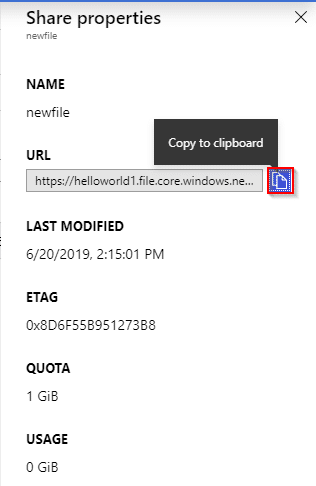 Share properties
newfile
NAME
newfile
Copy to clipboard
URL
https://helloworld1.file.core.windows.ne...
LAST MODIFIED
6/20/2019, 2:15:01 PM
ETAG
0x8D6F55B951273B8
QUOTA
1 GiB
USAGE
0 GiB